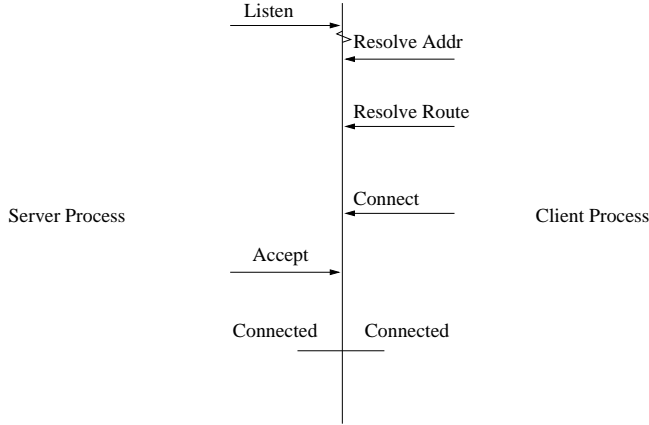 Listen
Resolve Addr
Resolve Route
Connect
Server Process
Client Process
Accept
Connected
Connected